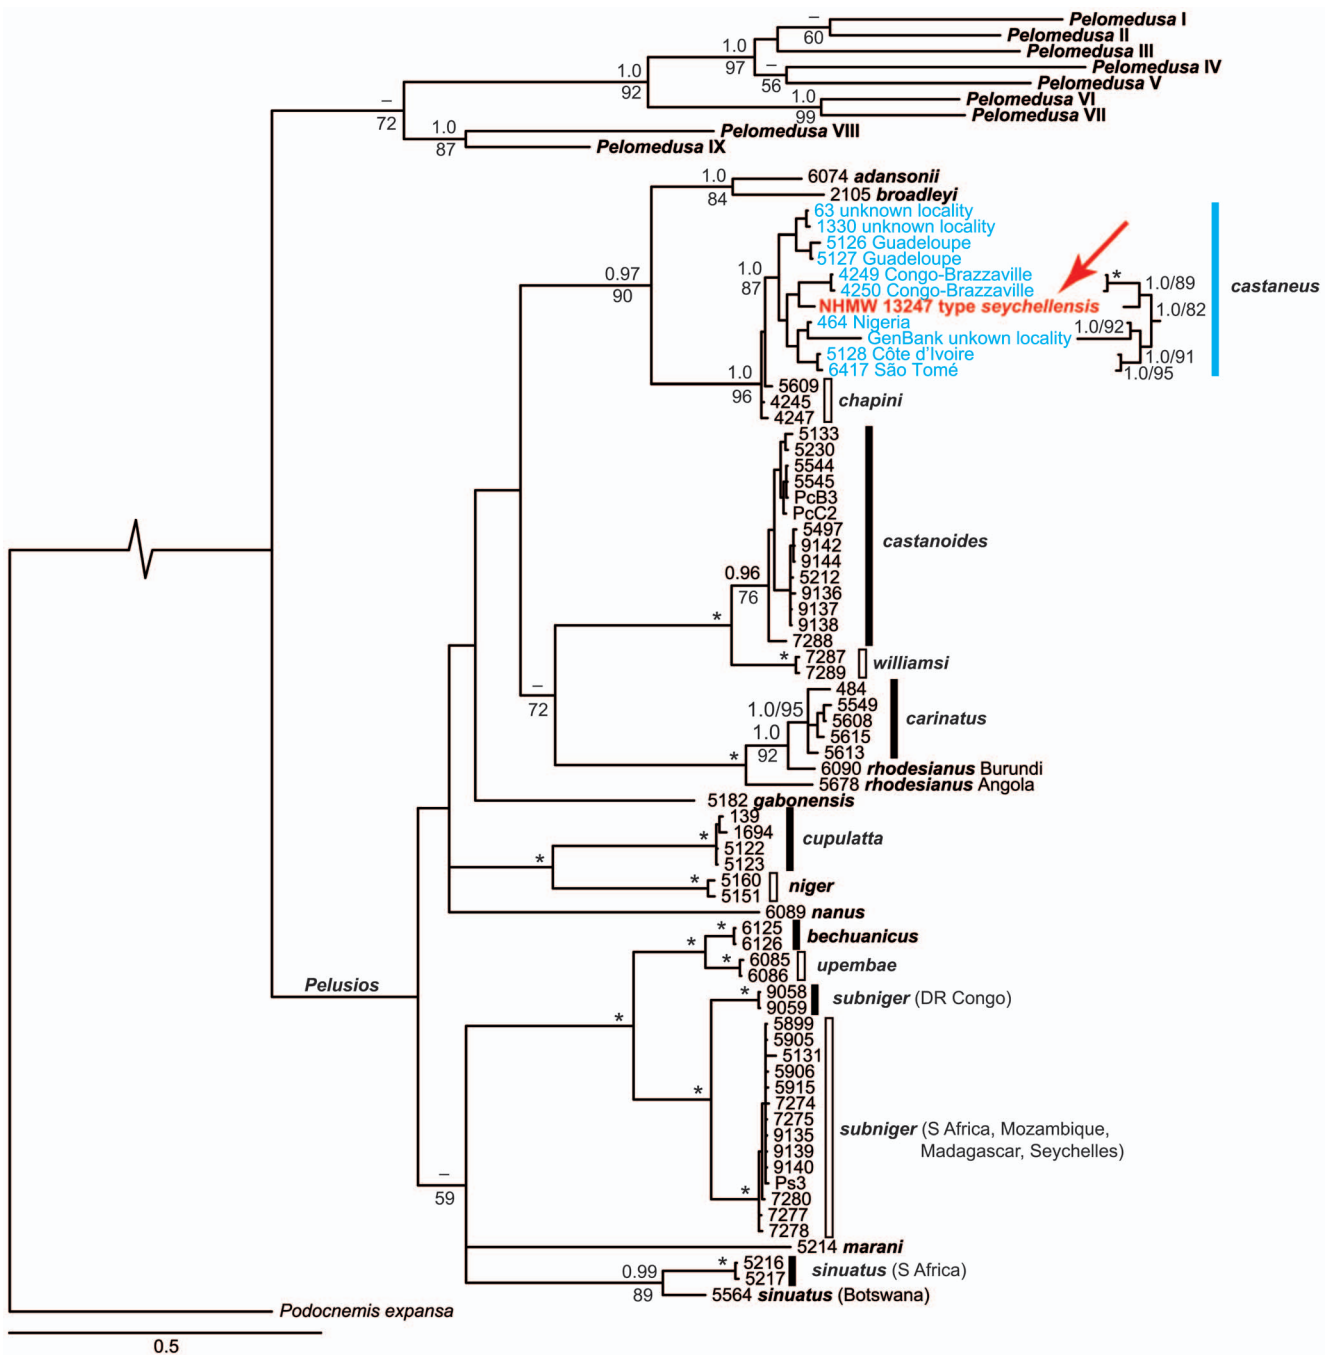 Pelomedusa I
–
60
Pelomedusa II
1.0
97
Pelomedusa III
–
56
Pelomedusa IV
1.0
92
Pelomedusa V
1.0
99
Pelomedusa VI
Pelomedusa VII
–
72
1.0
87
Pelomedusa VIII
Pelomedusa IX
1.0
84
6074 adansonii
2105 broadleyi
63 unknown locality
1330 unknown locality
5126 Guadeloupe
5127 Guadeloupe
0.97
90
1.0
87
4249 Congo-Brazzaville
4250 Congo-Brazzaville
NHMW 13247 type seychellensis
464 Nigeria
GenBank unkown locality
5128 Côte d'Ivoire
6417 São Tomé
*
1.0/89
1.0/82
1.0/92
1.0/91
1.0/95
castaneus
1.0
96
5609
4245
4247
chapini
5133
5230
5544
5545
PcB3
PcC2
5497
9142
9144
5212
9136
9137
9138
7288
castanoides
0.96
76
*
*
7287
7289
williamsi
–
72
484
5549
5608
5615
5613
carinatus
1.0/95
1.0
92
*
6090 rhodesianus Burundi
5678 rhodesianus Angola
5182 gabonensis
139
1694
5122
5123
cupulatta
*
*
*
5160
5151
niger
6089 nanus
*
6125
6126
bechuanicus
*
*
6085
6086
upembae
Pelusios
*
9058
9059
subniger (DR Congo)
*
*
5899
5905
5131
5906
5915
7274
7275
9135
9139
9140
Ps3
7280
7277
7278
subniger (S Africa, Mozambique,
Madagascar, Seychelles)
*
–
59
5214 marani
*
5216
5217
sinuatus (S Africa)
0.99
89
5564 sinuatus (Botswana)
Podocnemis expansa
0.5